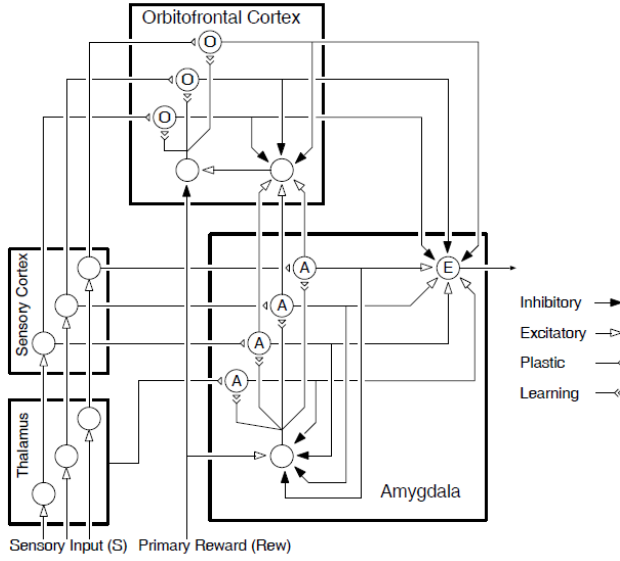 Orbitofrontal Cortex
O
O
O
Sensory Cortex
A
E
A
A
A
Thalamus
Amygdala
Inhibitory
Excitatory
Plastic
Learning
Sensory Input (S) Primary Reward (Rew)